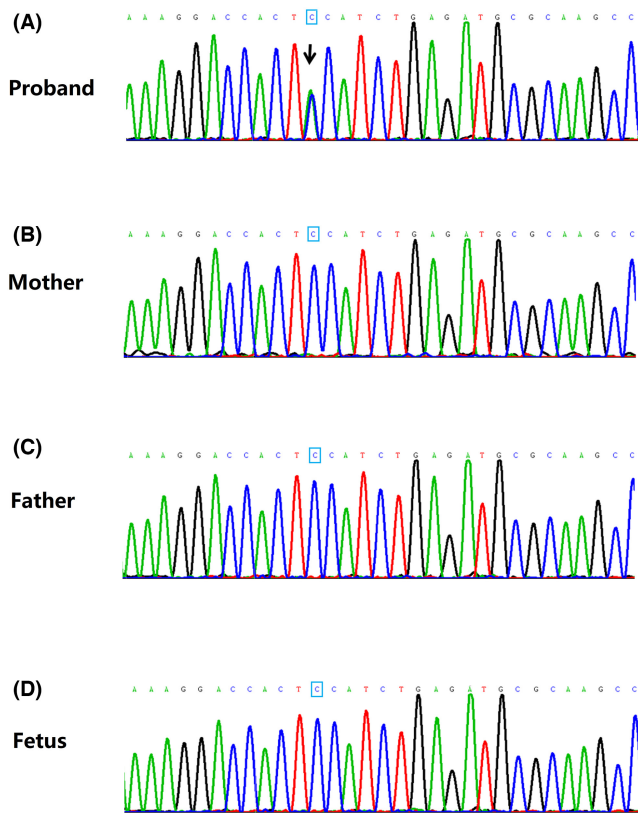 (A)
A A A G G A C C A C T C C A T C T G A G A T G C G C A A G C C
Proband
(B)
A A A G G A C C A C T C C A T C T G A G A T G C G C A A G C C
Mother
(C)
A A A G G A C C A C T C C A T C T G A G A T G C G C A A G C C
Father
(D)
A A A G G A C C A C T C C A T C T G A G A T G C G C A A G C C
Fetus